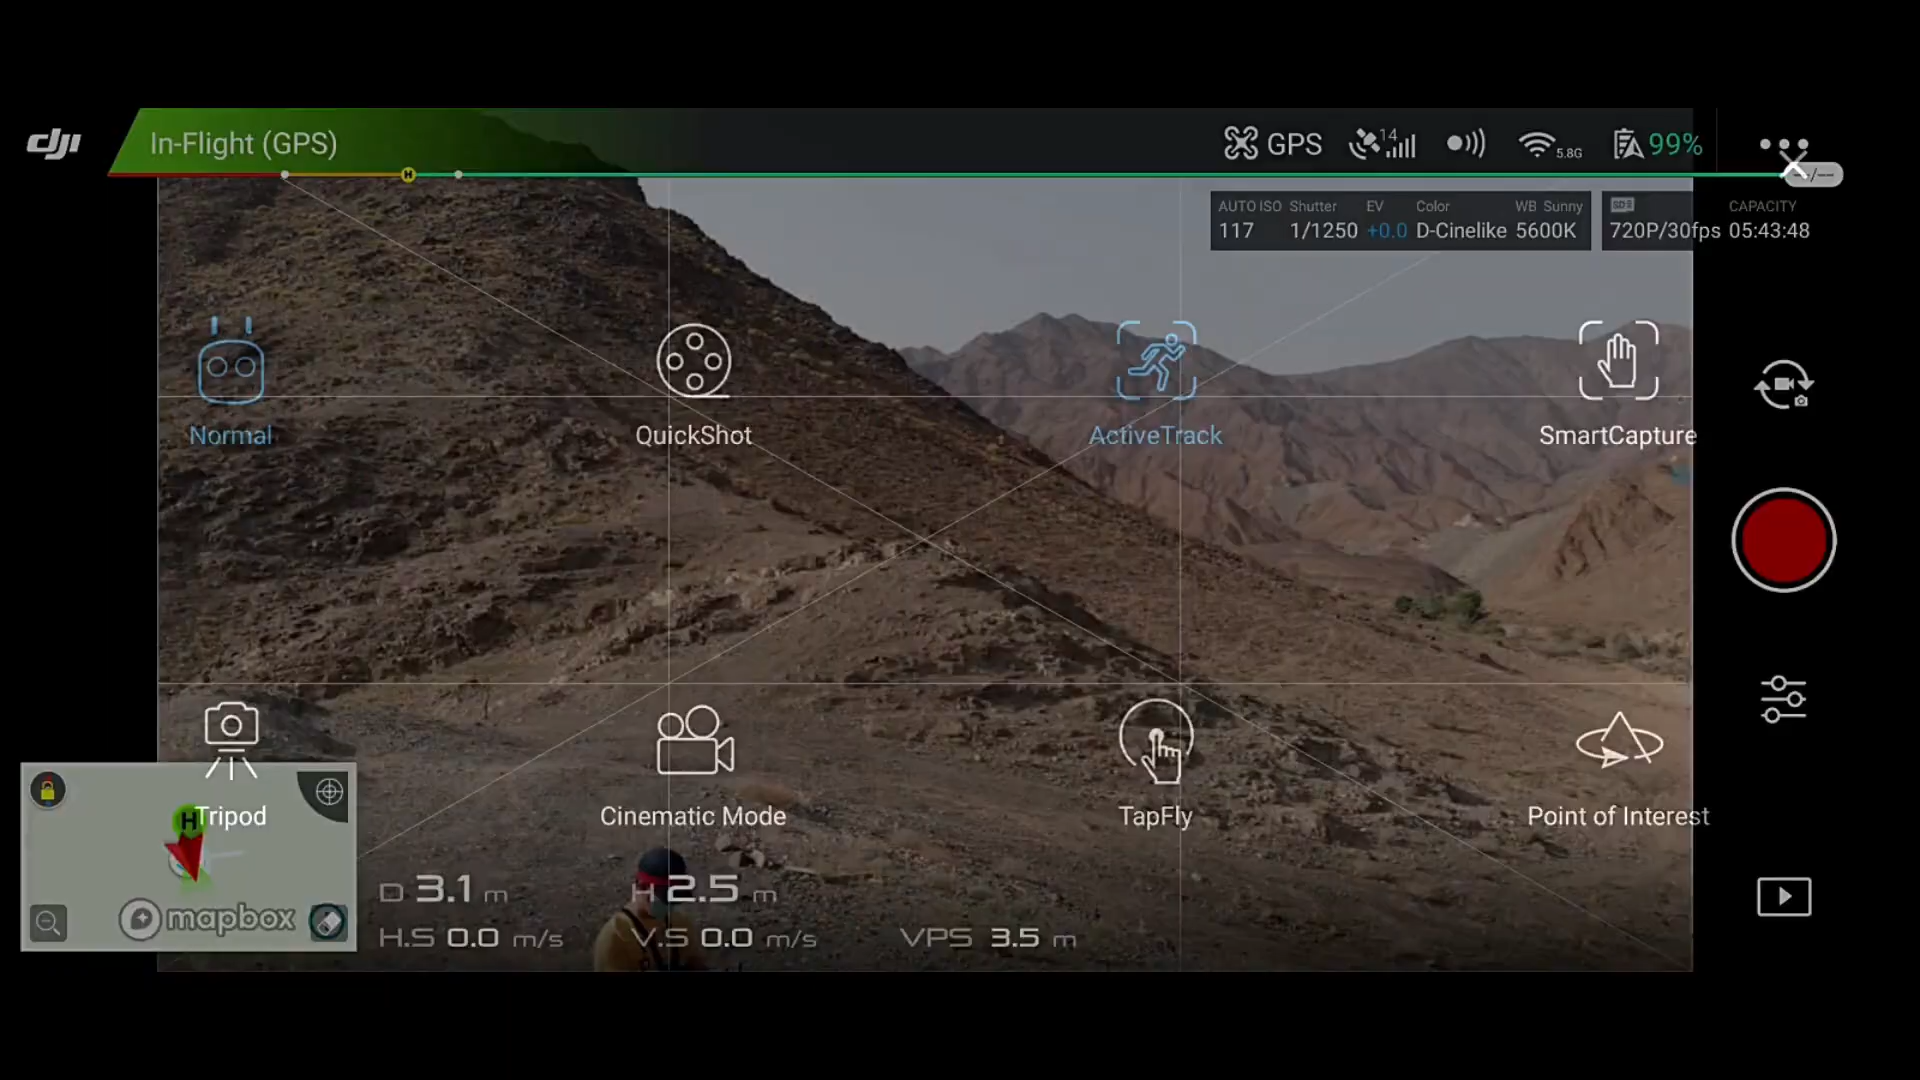 dji
In-Flight (GPS)
GPS
14
5.8G
99%
H
--/--
AUTO ISO
117
Shutter
1/1250
EV
+0.0
Color
D-Cinelike
WB Sunny
5600K
SD
720P/30fps
CAPACITY
05:43:48
Normal
QuickShot
ActiveTrack
SmartCapture
Tripod
Cinematic Mode
TapFly
Point of Interest
H
mapbox
D 3.1 m
H 2.5 m
H.S 0.0 m/s
V.S 0.0 m/s
VPS 3.5 m